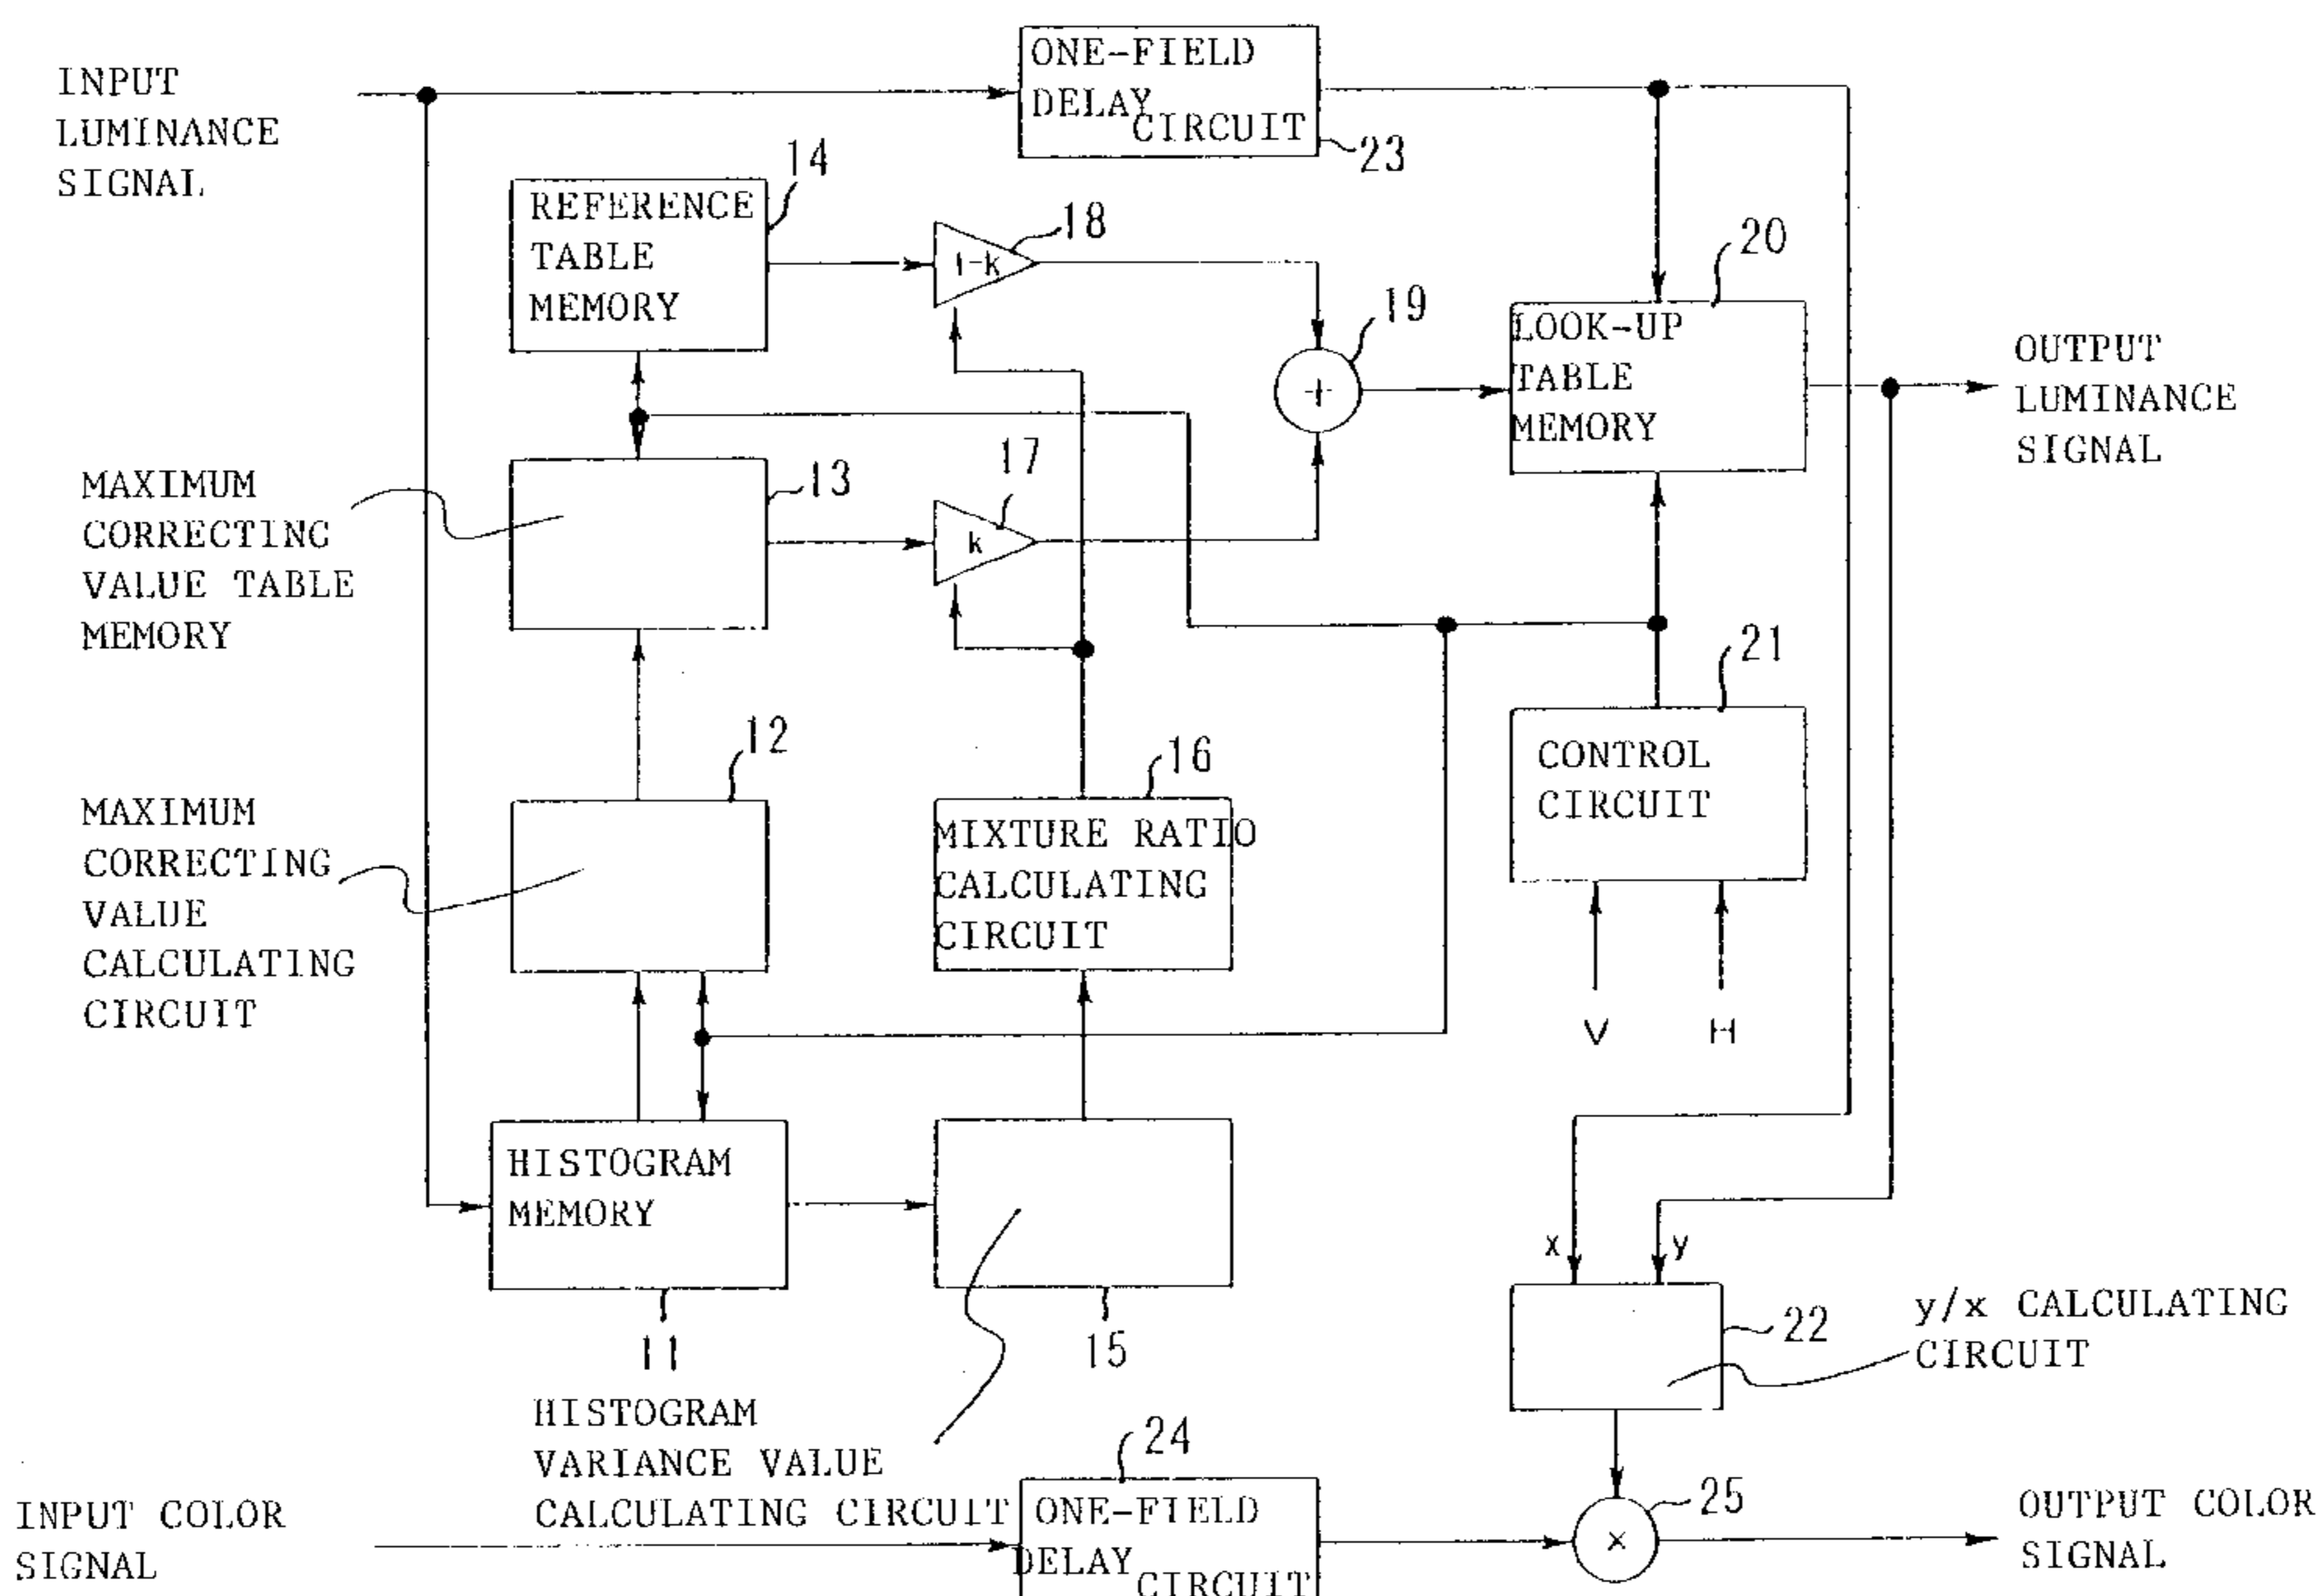 INPUT
LUMINANCE
SIGNAL
ONE-FIELD
DELAY
CIRCUIT
23
14
REFERENCE
TABLE
MEMORY
18
1-k
19
+
20
LOOK-UP
TABLE
MEMORY
OUTPUT
LUMINANCE
SIGNAL
MAXIMUM
CORRECTING
VALUE TABLE
MEMORY
13
17
k
21
CONTROL
CIRCUIT
V
H
MAXIMUM
CORRECTING
VALUE
CALCULATING
CIRCUIT
12
16
MIXTURE RATIO
CALCULATING
CIRCUIT
HISTOGRAM
MEMORY
11
15
HISTOGRAM
VARIANCE VALUE
CALCULATING CIRCUIT
x
y
22
y/x CALCULATING
CIRCUIT
INPUT COLOR
SIGNAL
24
ONE-FIELD
DELAY
CIRCUIT
25
×
OUTPUT COLOR
SIGNAL